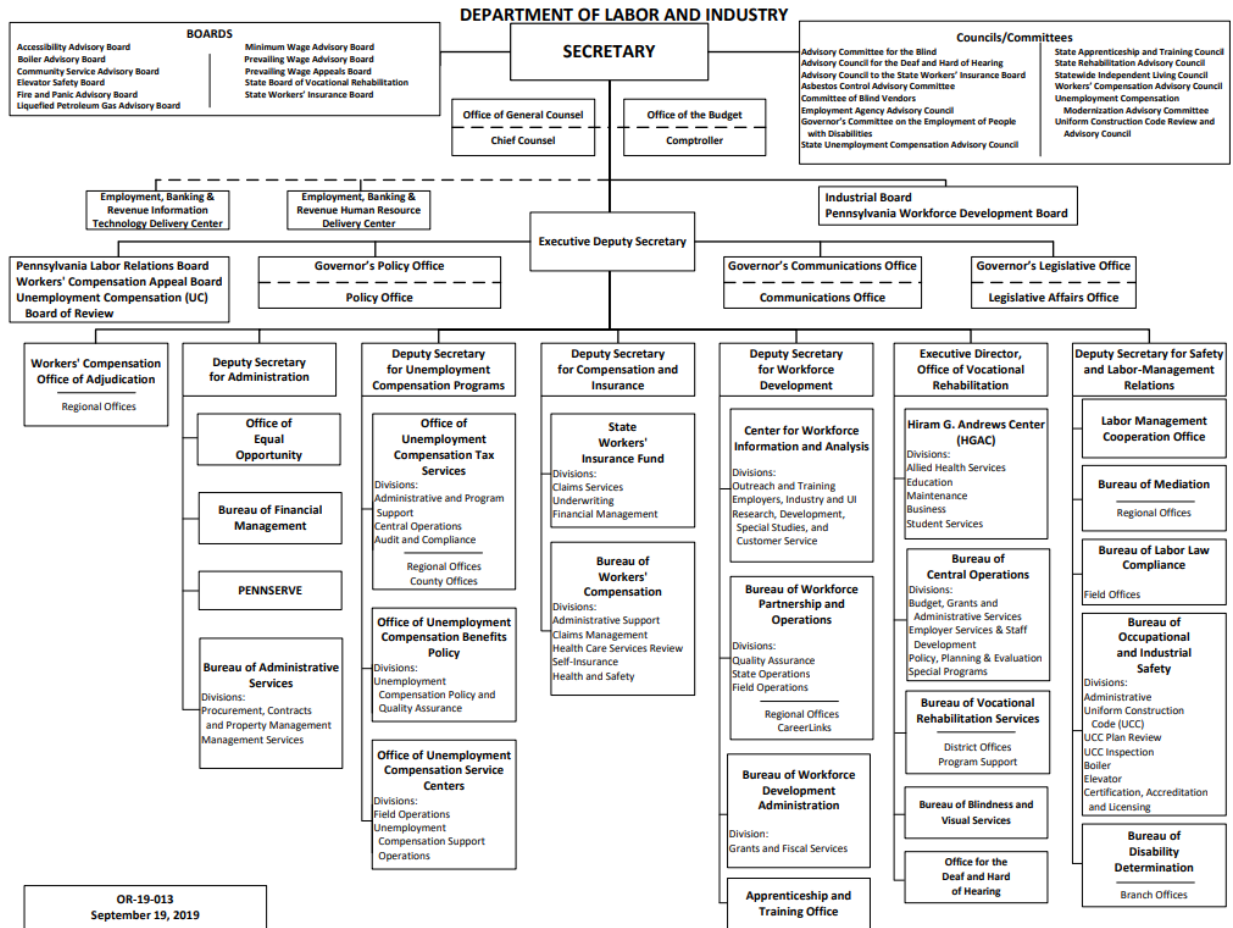 DEPARTMENT OF LABOR AND INDUSTRY
BOARDS
Accessibility Advisory Board
Boiler Advisory Board
Community Service Advisory Board
Elevator Safety Board
Fire and Panic Advisory Board
Liquefied Petroleum Gas Advisory Board
Minimum Wage Advisory Board
Prevailing Wage Advisory Board
Prevailing Wage Appeals Board
State Board of Vocational Rehabilitation
State Workers' Insurance Board
SECRETARY
Councils/Committees
Advisory Committee for the Blind
Advisory Council for the Deaf and Hard of Hearing
Advisory Council to the State Workers' Insurance Board
Asbestos Control Advisory Committee
Committee of Blind Vendors
Employment Agency Advisory Council
Governor's Committee on the Employment of People
with Disabilities
State Unemployment Compensation Advisory Council
State Apprenticeship and Training Council
State Rehabilitation Advisory Council
Statewide Independent Living Council
Workers' Compensation Advisory Council
Unemployment Compensation
Modernization Advisory Committee
Uniform Construction Code Review and
Advisory Council
Office of General Counsel
Chief Counsel
Office of the Budget
Comptroller
Employment, Banking &
Revenue Information
Technology Delivery Center
Employment, Banking &
Revenue Human Resource
Delivery Center
Industrial Board
Pennsylvania Workforce Development Board
Executive Deputy Secretary
Pennsylvania Labor Relations Board
Workers' Compensation Appeal Board
Unemployment Compensation (UC)
Board of Review
Governor's Policy Office
Policy Office
Governor's Communications Office
Communications Office
Governor's Legislative Office
Legislative Affairs Office
Workers' Compensation
Office of Adjudication
Regional Offices
Deputy Secretary
for Administration
Office of
Equal
Opportunity
Bureau of Financial
Management
PENNSERVE
Bureau of Administrative
Services
Divisions:
Procurement, Contracts
and Property Management
Management Services
Deputy Secretary
for Unemployment
Compensation Programs
Office of
Unemployment
Compensation Tax
Services
Divisions:
Administrative and Program
Support
Central Operations
Audit and Compliance
Regional Offices
County Offices
Office of Unemployment
Compensation Benefits
Policy
Divisions:
Unemployment
Compensation Policy and
Quality Assurance
Office of Unemployment
Compensation Service
Centers
Divisions:
Field Operations
Unemployment
Compensation Support
Operations
Deputy Secretary
for Compensation and
Insurance
State
Workers'
Insurance Fund
Divisions:
Claims Services
Underwriting
Financial Management
Bureau of
Workers'
Compensation
Divisions:
Administrative Support
Claims Management
Health Care Services Review
Self-Insurance
Health and Safety
Deputy Secretary
for Workforce
Development
Center for Workforce
Information and Analysis
Divisions:
Outreach and Training
Employers, Industry and UI
Research, Development,
Special Studies, and
Customer Service
Bureau of Workforce
Partnership and
Operations
Divisions:
Quality Assurance
State Operations
Field Operations
Regional Offices
CareerLinks
Bureau of Workforce
Development
Administration
Division:
Grants and Fiscal Services
Apprenticeship and
Training Office
Executive Director,
Office of Vocational
Rehabilitation
Hiram G. Andrews Center
(HGAC)
Divisions:
Allied Health Services
Education
Maintenance
Business
Student Services
Bureau of
Central Operations
Divisions:
Budget, Grants and
Administrative Services
Employer Services & Staff
Development
Policy, Planning & Evaluation
Special Programs
Bureau of Vocational
Rehabilitation Services
District Offices
Program Support
Bureau of Blindness and
Visual Services
Office for the
Deaf and Hard
of Hearing
Deputy Secretary for Safety
and Labor-Management
Relations
Labor Management
Cooperation Office
Bureau of Mediation
Regional Offices
Bureau of Labor Law
Compliance
Field Offices
Bureau of
Occupational
and Industrial
Safety
Divisions:
Administrative
Uniform Construction
Code (UCC)
UCC Plan Review
UCC Inspection
Boiler
Elevator
Certification, Accreditation
and Licensing
Bureau of
Disability
Determination
Branch Offices
OR-19-013
September 19, 2019